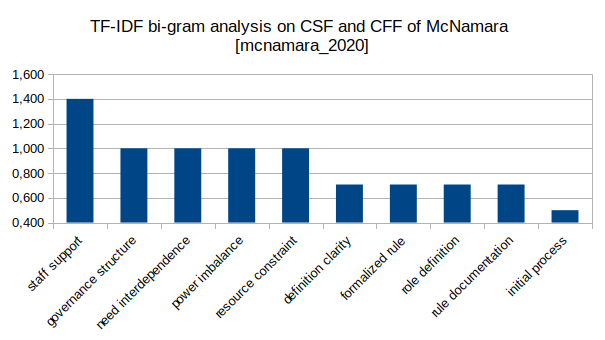 TF-IDF bi-gram analysis on CSF and CFF of McNamara
[mcnamara_2020]
1,600
1,400
1,200
1,000
0,800
0,600
0,400
staff support
governance structure
need interdependence
power imbalance
resource constraint
definition clarity
formalized rule
role definition
rule documentation
initial process